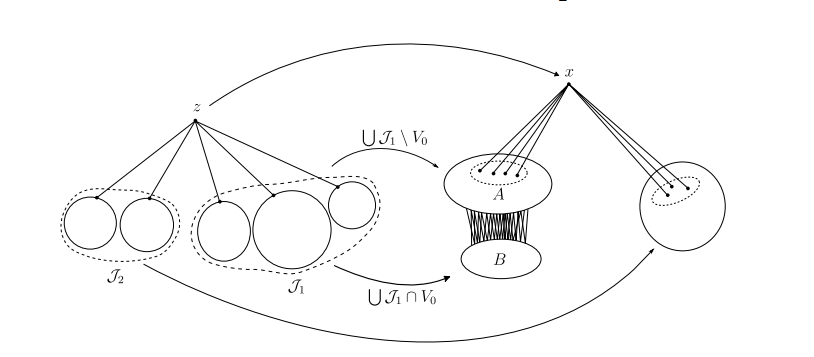 x
z
⋃ 𝒥₁ \ V₀
A
B
𝒥₂
𝒥₁
⋃ 𝒥₁ ∩ V₀